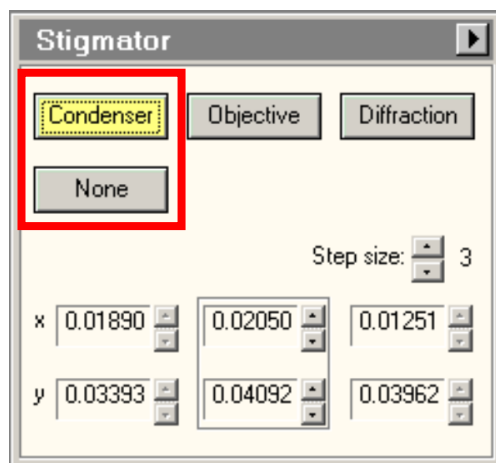 Stigmator
Condenser Objective Diffraction
None
Step size: 3
x 0.01890 0.02050 0.01251
y 0.03393 0.04092 0.03962